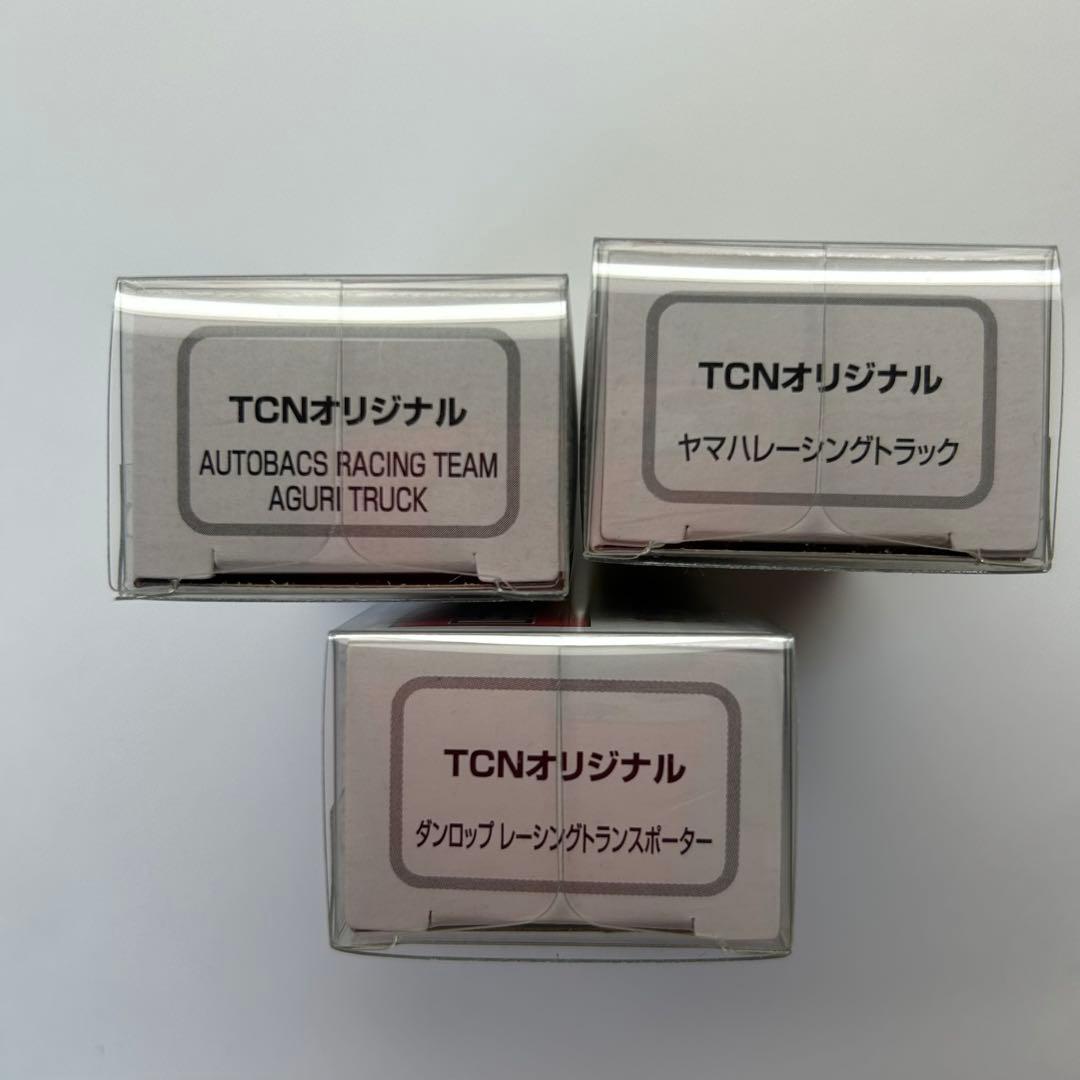 TCNオリジナル
AUTOBACS RACING TEAM
AGURI TRUCK
TCNオリジナル
ヤマハレーシングトラック
TCNオリジナル
ダンロップ レーシングトランスポーター